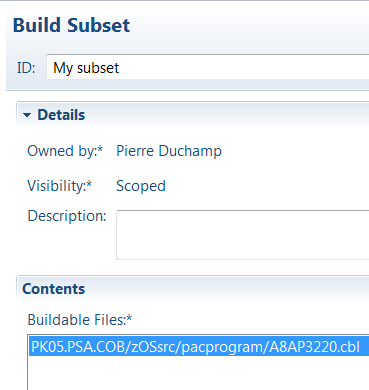 Build Subset
ID: My subset
Details
Owned by:* Pierre Duchamp
Visibility:* Scoped
Description:
Contents
Buildable Files:*
PK05.PSA.COB/zOSsrc/pacprogram/A8AP3220.cbl